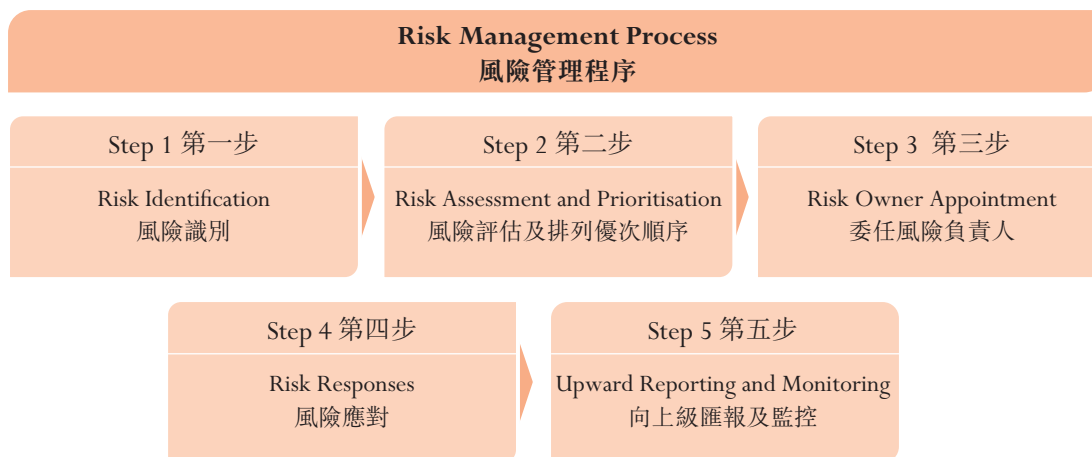 Risk Management Process
風險管理程序
Step 1 第一步
Risk Identification
風險識別
Step 2 第二步
Risk Assessment and Prioritisation
風險評估及排列優次順序
Step 3 第三步
Risk Owner Appointment
委任風險負責人
Step 4 第四步
Risk Responses
風險應對
Step 5 第五步
Upward Reporting and Monitoring
向上級匯報及監控